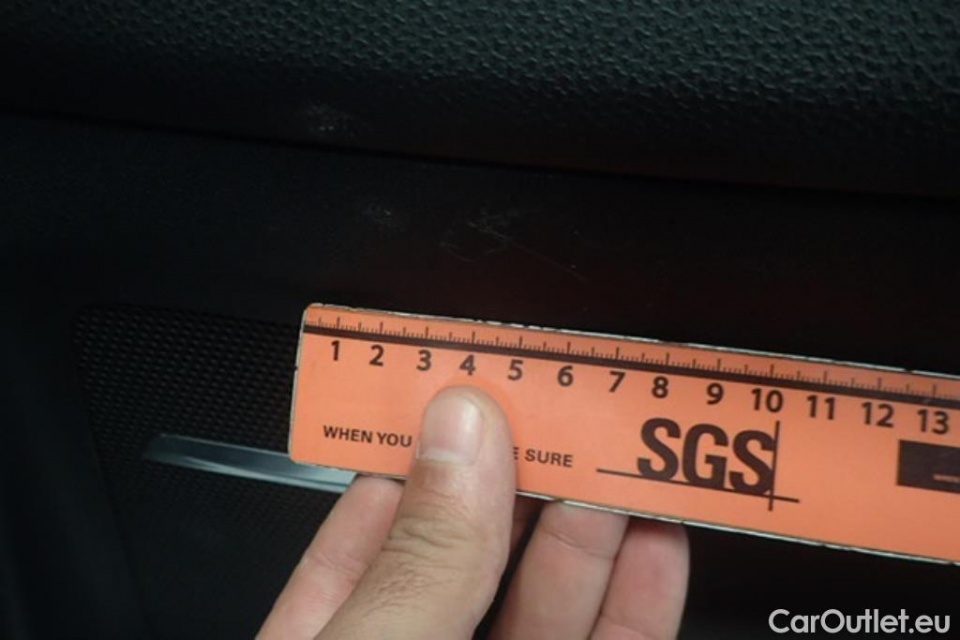 1 2 3 4 5 6 7 8 9 10 11 12 13
WHEN YOU E SURE
SGS
CarOutlet.eu